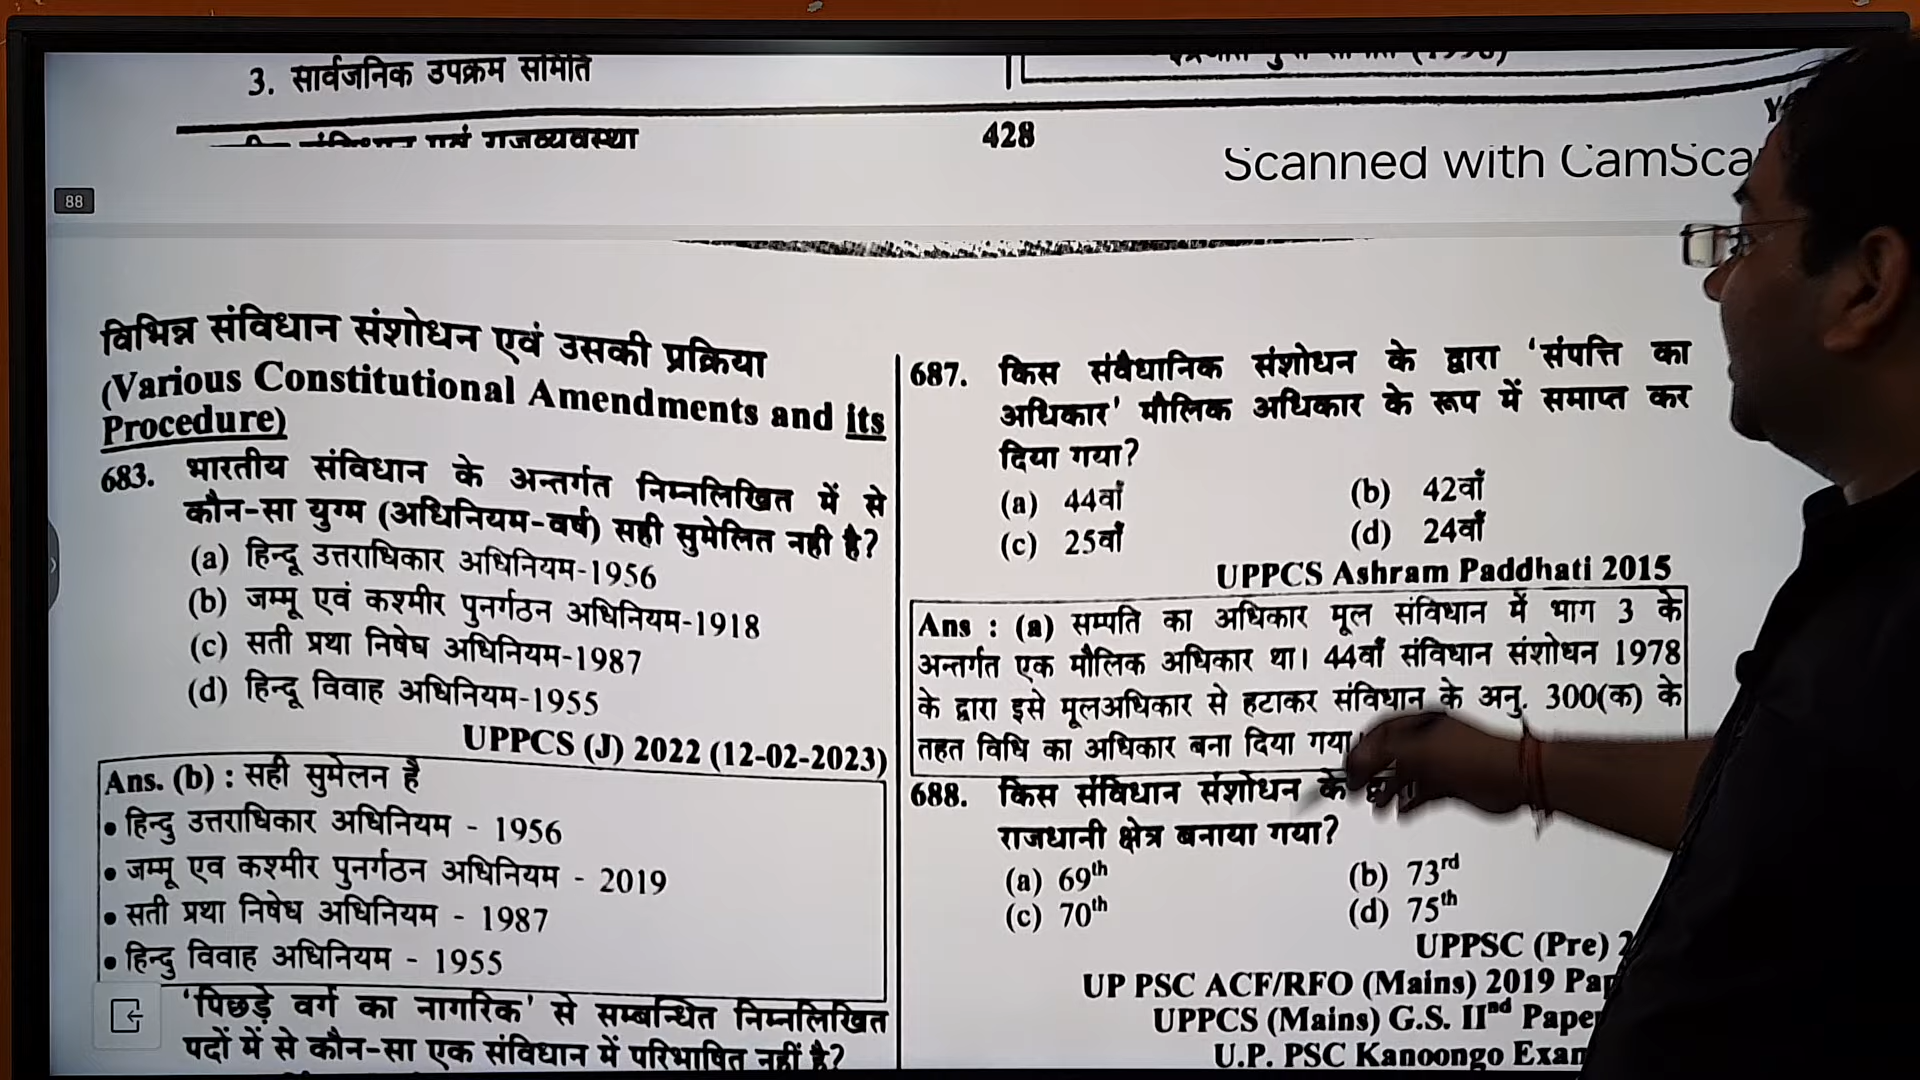 3. सार्वजनिक उपक्रम समिति
एवं राजव्यवस्था
428
Scanned with
88
विभिन्न संविधान संशोधन एवं उसकी प्रक्रिया
(Various Constitutional Amendments and its
Procedure)
683. भारतीय संविधान के अन्तर्गत निम्नलिखित में से
कौन-सा युग्म (अधिनियम-वर्ष) सही सुमेलित नही है?
(a) हिन्दू उत्तराधिकार अधिनियम-1956
(b) जम्मू एवं कश्मीर पुनर्गठन अधिनियम-1918
(c) सती प्रथा निषेघ अधिनियम-1987
(d) हिन्दू विवाह अधिनियम-1955
UPPCS (J) 2022 (12-02-2023)
Ans. (b) : सही सुमेलन है
• हिन्दु उत्तराधिकार अधिनियम - 1956
• जम्मू एव कश्मीर पुनर्गठन अधिनियम - 2019
• सती प्रथा निषेध अधिनियम - 1987
• हिन्दु विवाह अधिनियम - 1955
'पिछड़े वर्ग का नागरिक' से सम्बन्धित निम्नलिखित
पदों में से कौन-सा एक संविधान में परिभाषित नहीं है?
687. किस संवैधानिक संशोधन के द्वारा 'संपत्ति का
अधिकार' मौलिक अधिकार के रूप में समाप्त कर
दिया गया?
(a) 44वाँ (b) 42वाँ
(c) 25वाँ (d) 24वाँ
UPPCS Ashram Paddhati 2015
Ans : (a) सम्पति का अधिकार मूल संविधान में भाग 3 के
अन्तर्गत एक मौलिक अधिकार था। 44वाँ संविधान संशोधन 1978
के द्वारा इसे मूलअधिकार से हटाकर संविधान के अनु. 300(क) के
तहत विधि का अधिकार बना दिया गया
688. किस संविधान संशोधन के
राजधानी क्षेत्र बनाया गया?
(a) 69th (b) 73rd
(c) 70th (d) 75th
UPPSC (Pre)
UP PSC ACF/RFO (Mains) 2019
UPPCS (Mains) G.S. IInd Paper
U.P. PSC Kanoongo